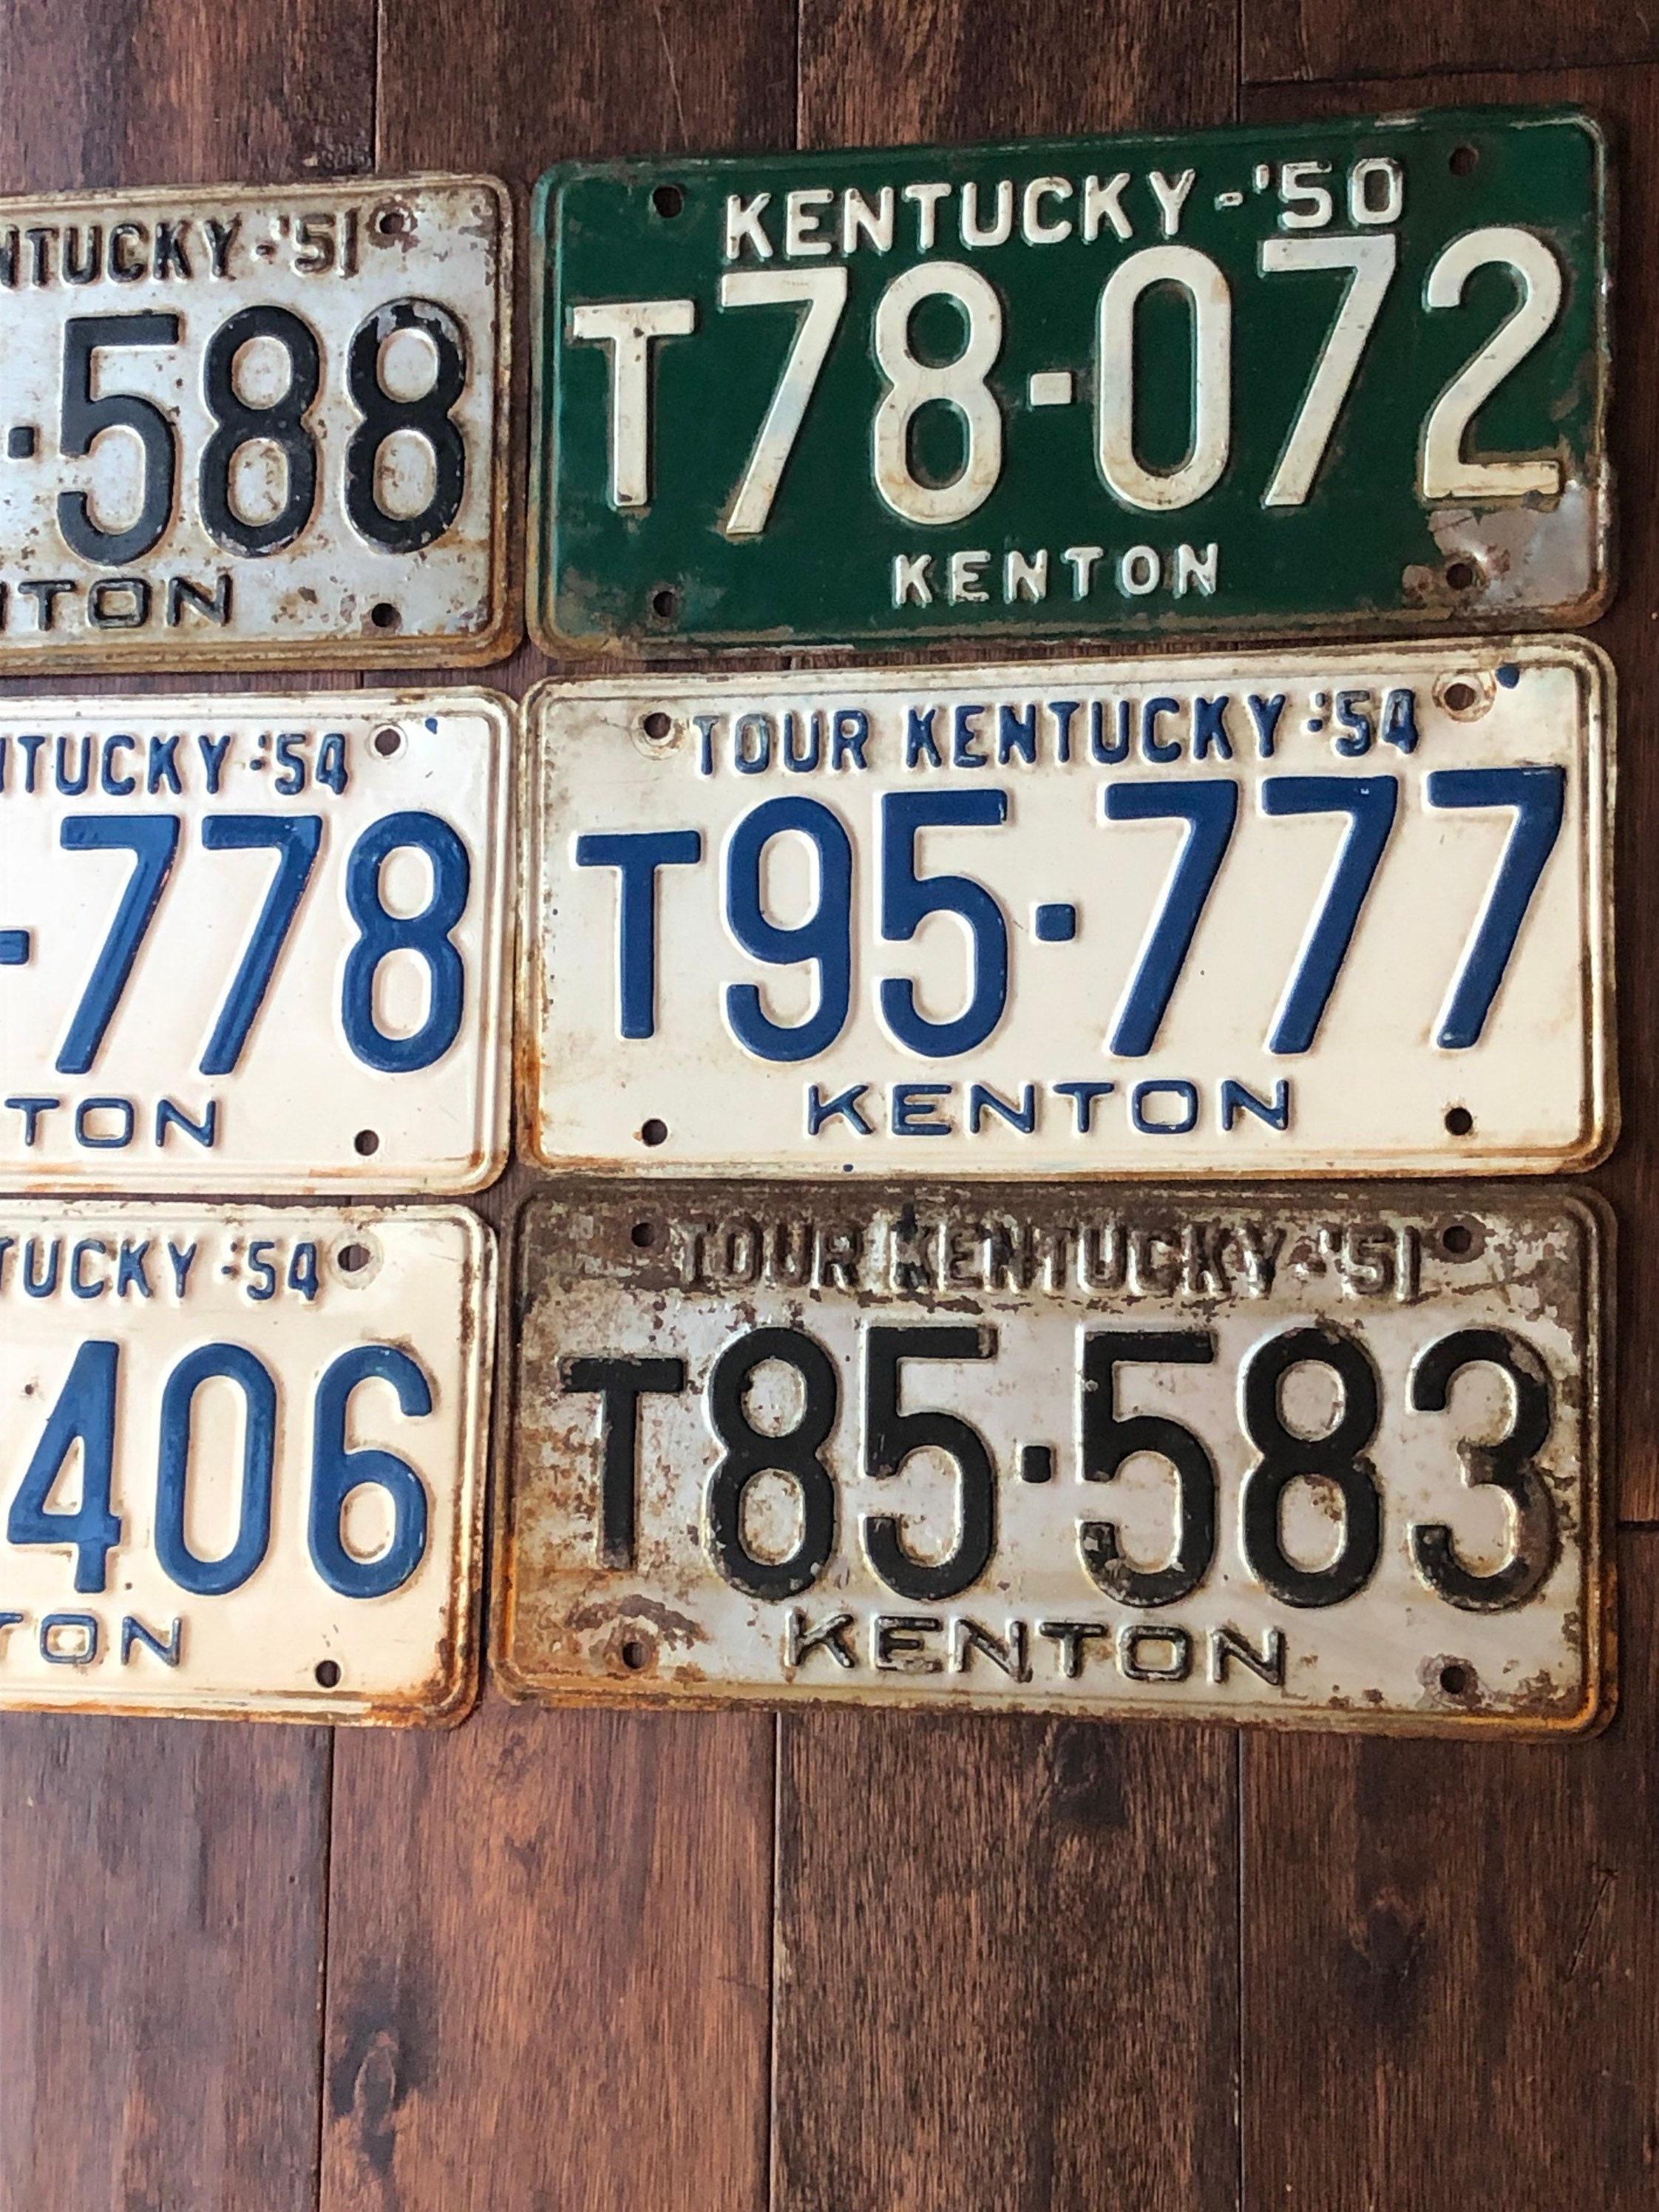 NTUCKY-'51
·588
NTON
KENTUCKY-'50
T78-072
KENTON
NTUCKY-'54
-778
TON
TOUR KENTUCKY-'54
T95·777
KENTON
TUCKY-'54
406
TON
TOUR KENTUCKY-'51
T85·583
KENTON